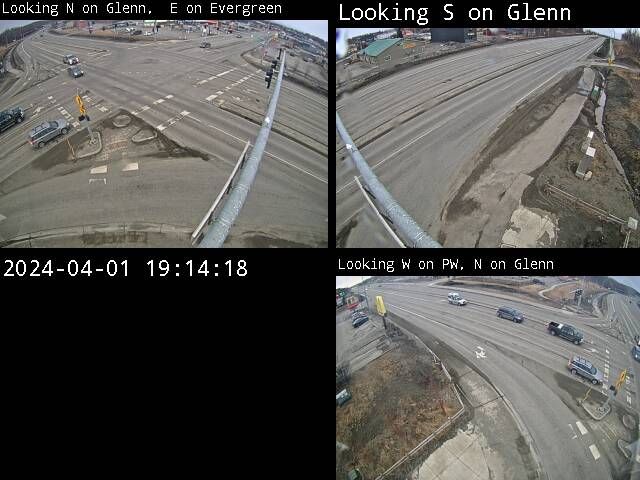 Looking N on Glenn, E on Evergreen
Looking S on Glenn
2024-04-01 19:14:18
Looking W on PW, N on Glenn